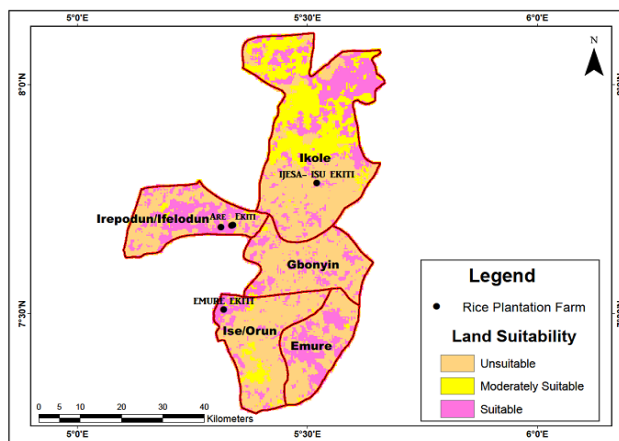 5°0'E 5°30'E 6°0'E
N
8°0'N
Ikole
IJESA- ISU EKITI
Irepodun/Ifelodun
ARE EKITI
Gbonyin
EMURE EKITI
7°30'N
Ise/Orun
Emure
Legend
Rice Plantation Farm
Land Suitability
Unsuitable
Moderately Suitable
Suitable
0 5 10 20 30 40
Kilometers
5°0'E 5°30'E 6°0'E